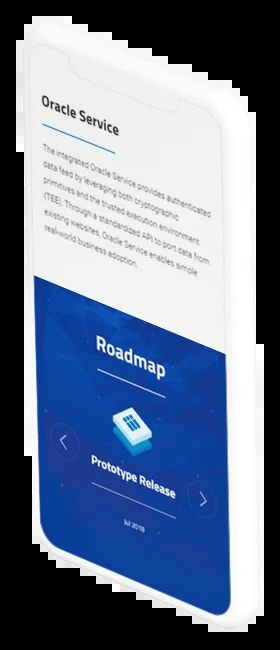 Oracle Service
The integrated Oracle Service provides authenticated
data feed by leveraging both cryptographic
primitives and the trusted execution environment
(TEE). Through a standardized API to port data from
existing websites, Oracle Service enables simple
real-world business adoption.
Roadmap
Prototype Release
Jul 2018